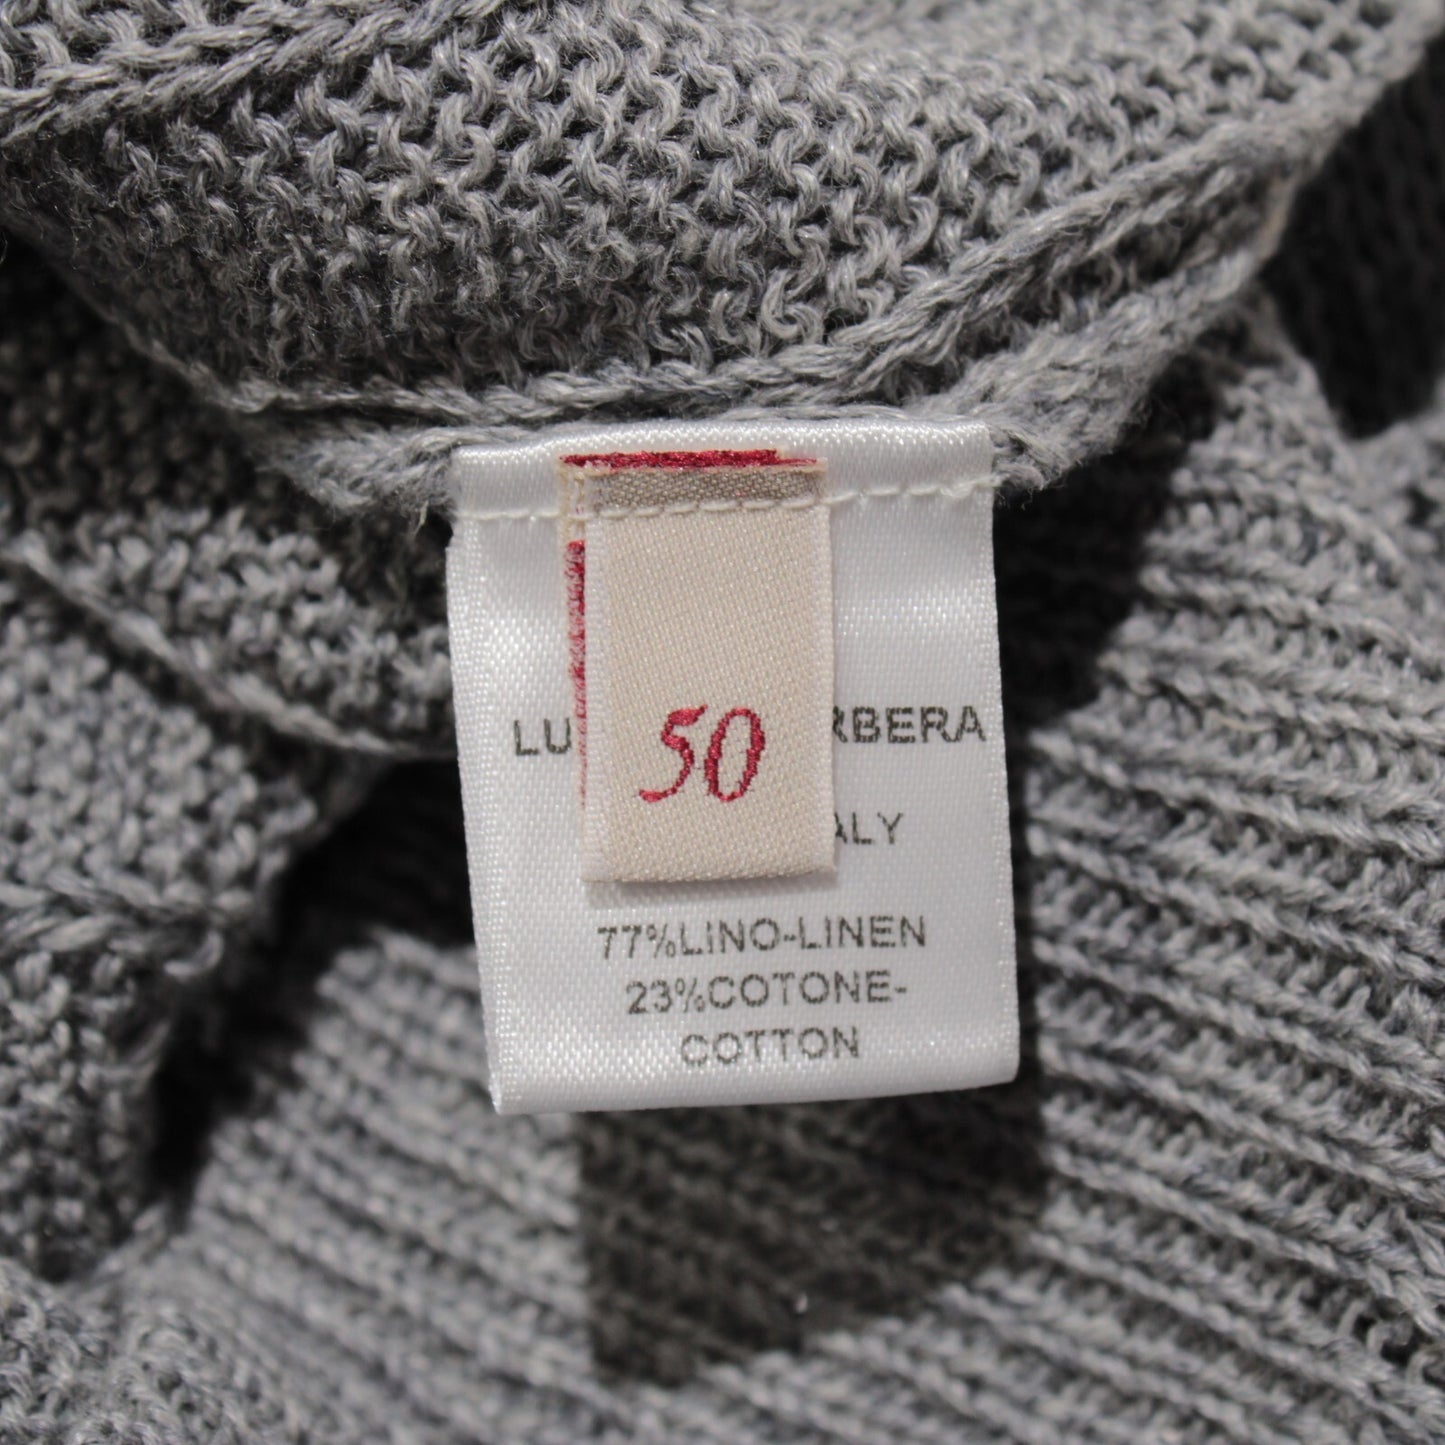 50
LU RBERA
ALY
77%LINO-LINEN
23%COTONE-
COTTON